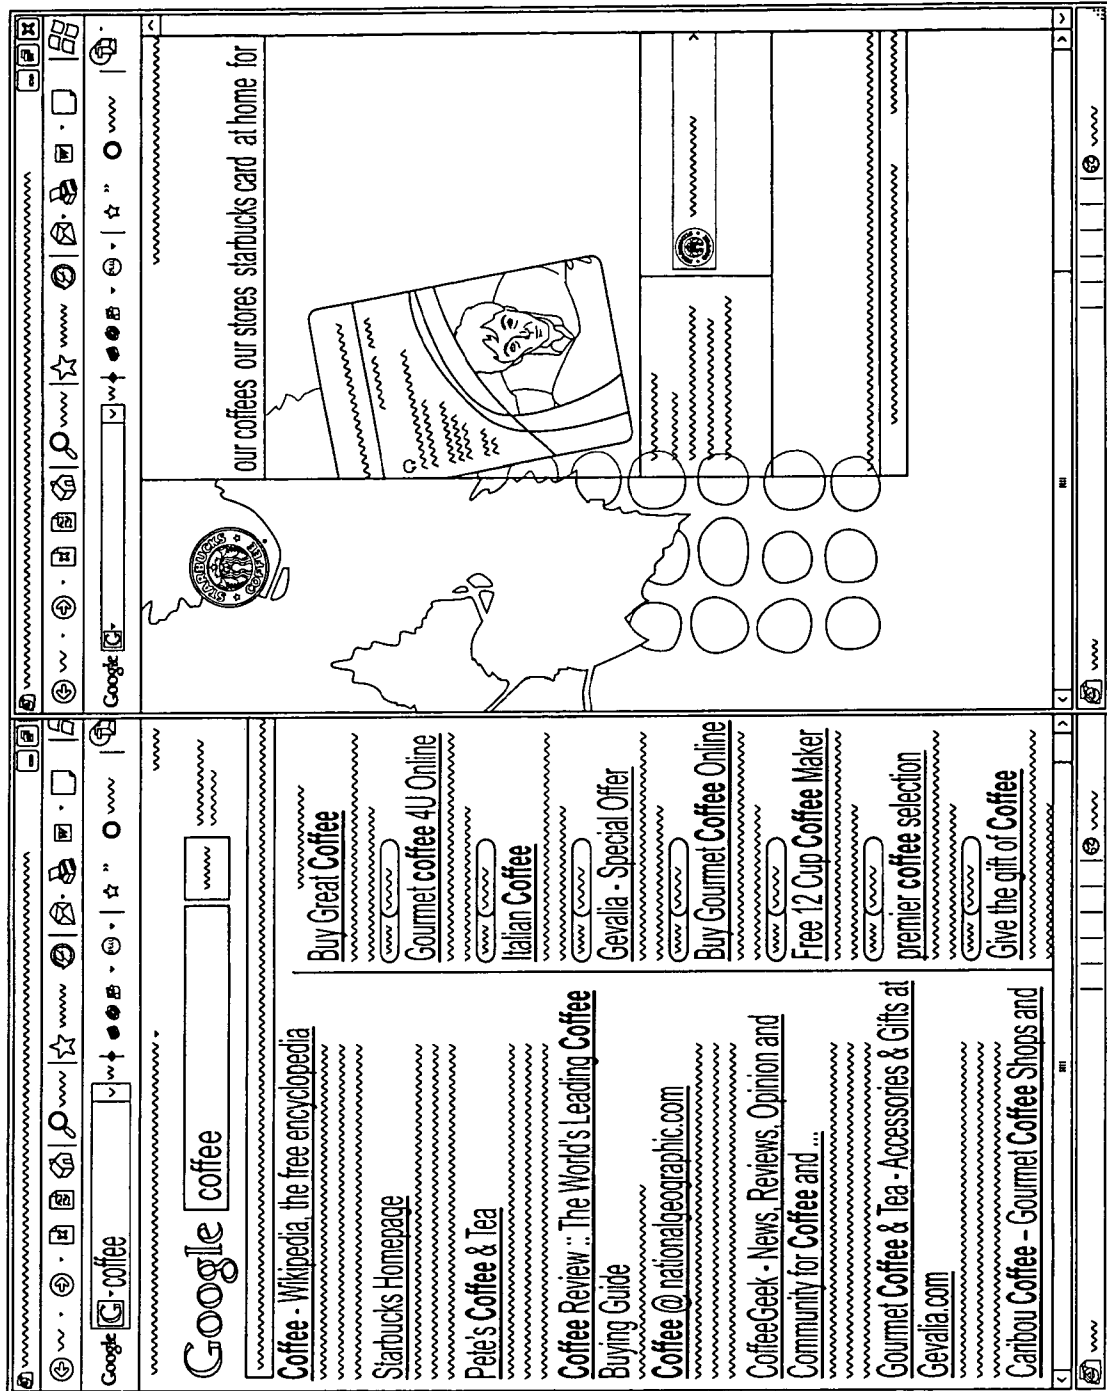 Google G coffee
Google coffee
Coffee - Wikipedia, the free encyclopedia
Starbucks Homepage
Pete's Coffee & Tea
Coffee Review :: The World's Leading Coffee
Buying Guide
Coffee @ nationalgeographic.com
CoffeeGeek - News, Reviews, Opinion and
Community for Coffee and...
Gourmet Coffee & Tea - Accessories & Gifts at
Gevalia.com
Caribou Coffee – Gourmet Coffee Shops and
Buy Great Coffee
Gourmet coffee 4U Online
Italian Coffee
Gevalia - Special Offer
Buy Gourmet Coffee Online
Free 12 Cup Coffee Maker
premier coffee selection
Give the gift of Coffee
Google G
STARBUCKS COFFEE
our coffees our stores starbucks card at home for